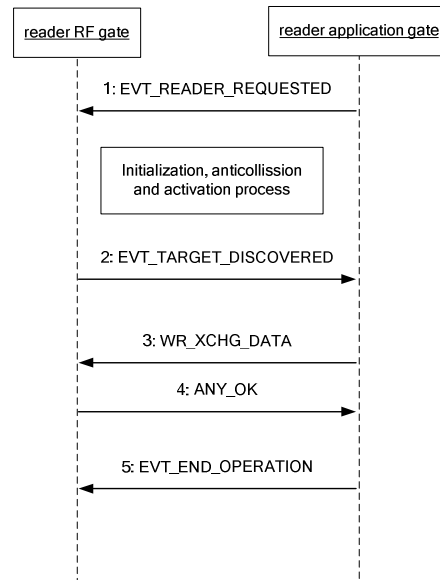 reader RF gate
reader application gate
1: EVT_READER_REQUESTED
Initialization, anticollission
and activation process
2: EVT_TARGET_DISCOVERED
3: WR_XCHG_DATA
4: ANY_OK
5: EVT_END_OPERATION